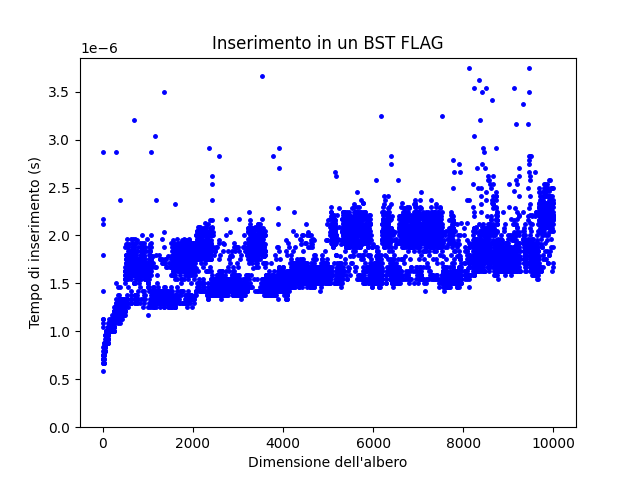 Inserimento in un BST FLAG
1e−6
Tempo di inserimento (s)
3.5
3.0
2.5
2.0
1.5
1.0
0.5
0.0
0 2000 4000 6000 8000 10000
Dimensione dell'albero